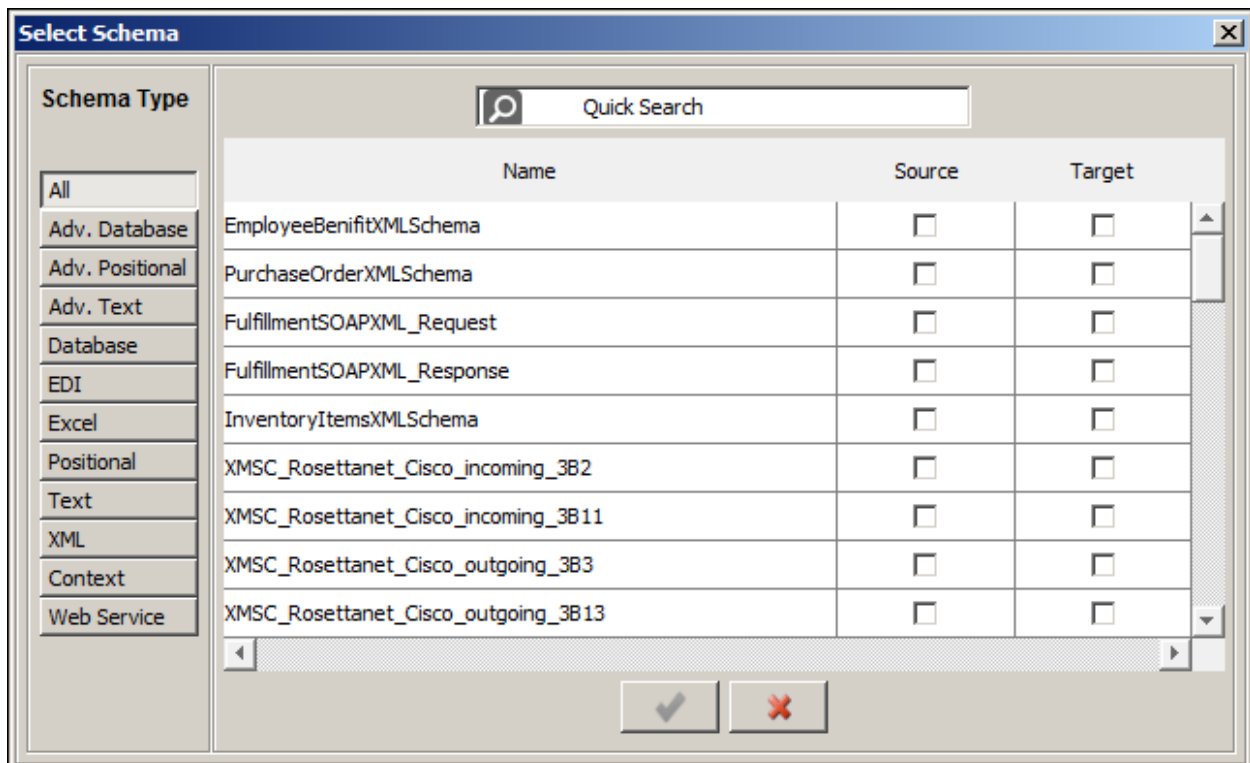 Select Schema
Schema Type
Quick Search
Name Source Target
All
Adv. Database
Adv. Positional
Adv. Text
Database
EDI
Excel
Positional
Text
XML
Context
Web Service
EmployeeBenifitXMLSchema
PurchaseOrderXMLSchema
FulfillmentSOAPXML_Request
FulfillmentSOAPXML_Response
InventoryItemsXMLSchema
XMSC_Rosettanet_Cisco_incoming_3B2
XMSC_Rosettanet_Cisco_incoming_3B11
XMSC_Rosettanet_Cisco_outgoing_3B3
XMSC_Rosettanet_Cisco_outgoing_3B13